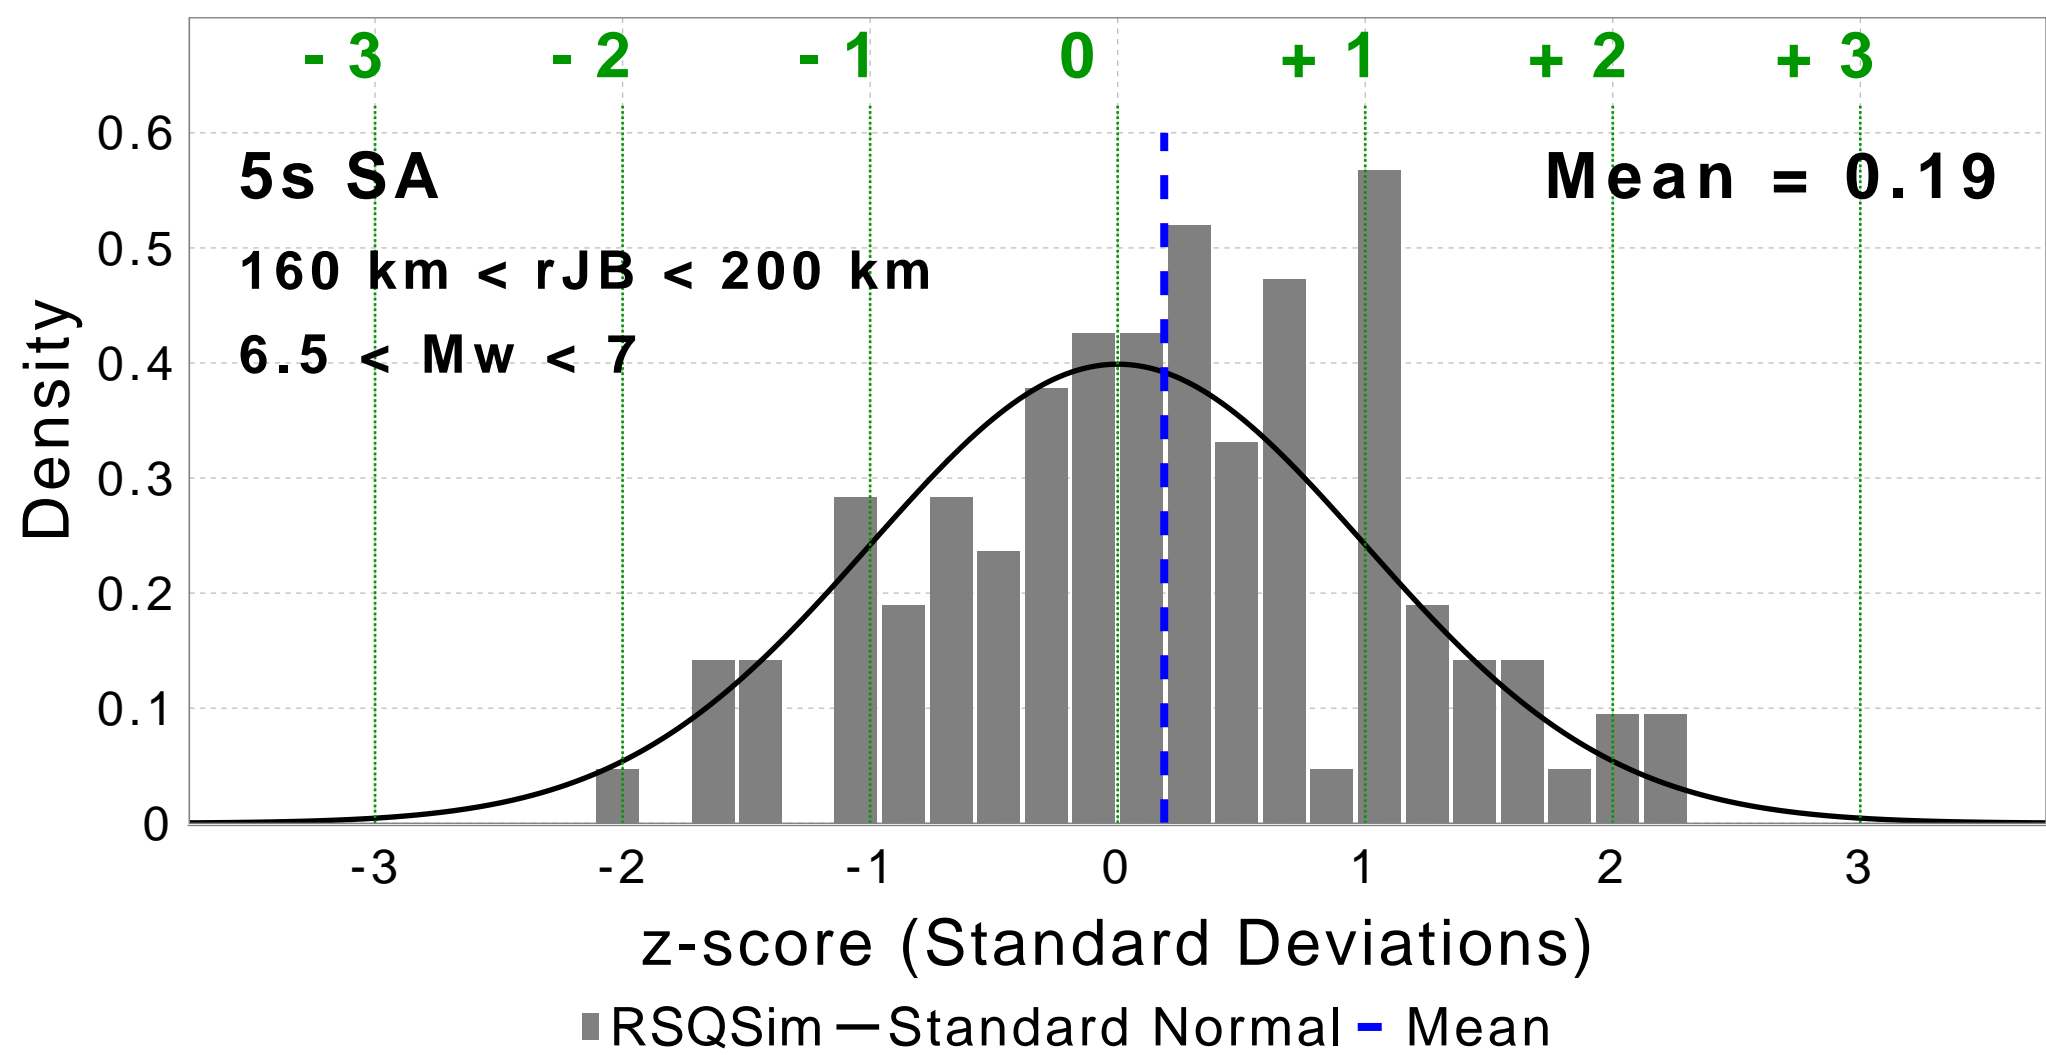 - 3 - 2 - 1 0 + 1 + 2 + 3
0.6
5s SA
Mean = 0.19
0.5
160 km < rJB < 200 km
6.5 < Mw < 7
0.4
0.3
0.2
0.1
0
Density
-3 -2 -1 0 1 2 3
z-score (Standard Deviations)
RSQSim Standard Normal Mean